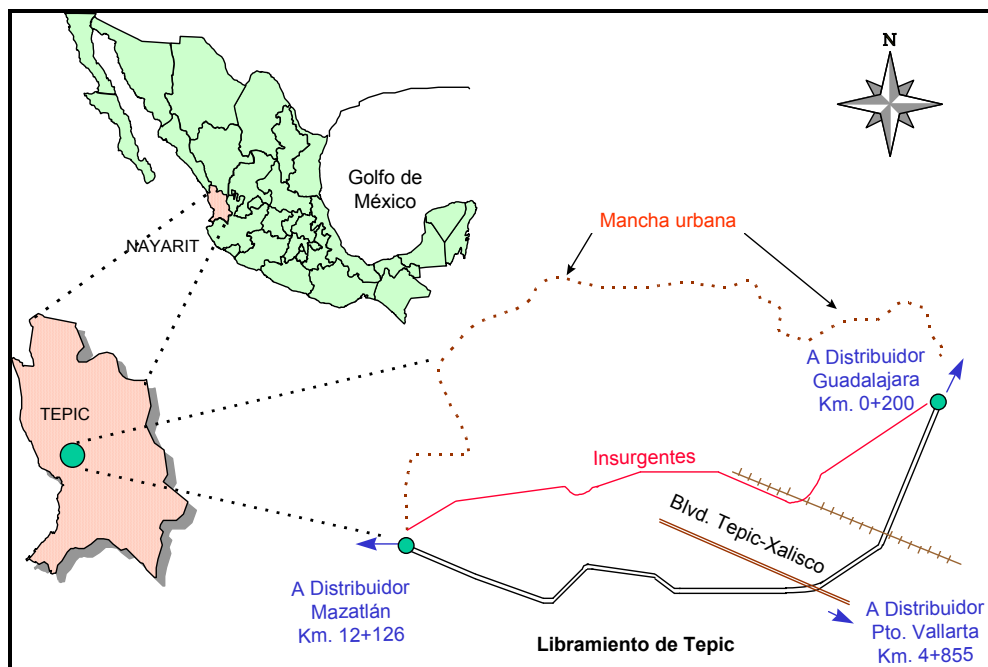 N
Golfo de
México
NAYARIT
Mancha urbana
A Distribuidor
Guadalajara
Km. 0+200
TEPIC
Insurgentes
Blvd. Tepic-Xalisco
A Distribuidor
Mazatlán
Km. 12+126
A Distribuidor
Pto. Vallarta
Km. 4+855
Libramiento de Tepic